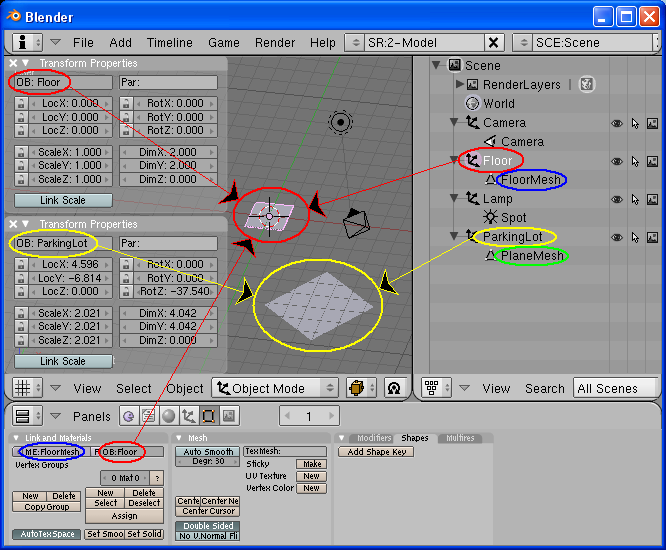 Blender
File Add Timeline Game Render Help SR:2-Model SCE:Scene
Transform Properties
OB: Floor Par:
LocX: 0.000 RotX: 0.000
LocY: 0.000 RotY: 0.000
LocZ: 0.000 RotZ: 0.000
ScaleX: 1.000 DimX: 2.000
ScaleY: 1.000 DimY: 2.000
ScaleZ: 1.000 DimZ: 0.000
Link Scale
Transform Properties
OB: ParkingLot Par:
LocX: 4.596 RotX: 0.000
LocY: -6.814 RotY: 0.000
LocZ: 0.000 RotZ: -37.540
ScaleX: 2.021 DimX: 4.042
ScaleY: 2.021 DimY: 4.042
ScaleZ: 2.021 DimZ: 0.000
Link Scale
View Select Object Object Mode
Scene
RenderLayers
World
Camera
Camera
Floor
FloorMesh
Lamp
Spot
ParkingLot
PlaneMesh
View Search All Scenes
Panels 1
Link and Materials
ME:FloorMesh F OB:Floor
Vertex Groups
0 Mat 0 ?
New Delete New Delete
Copy Group Select Deselect
Assign
AutoTexSpace Set Smoo Set Solid
Mesh
Auto Smooth TexMesh:
Degr: 30 Sticky Make
UV Texture New
Vertex Color New
Cente Center Ne
Center Cursor
Double Sided
No V.Normal Fli
Modifiers Shapes Multires
Add Shape Key